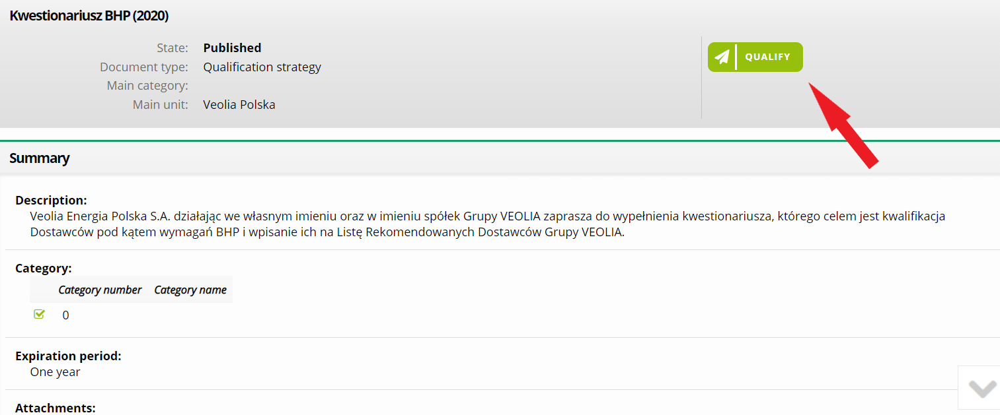 Kwestionariusz BHP (2020)
State: Published
Document type: Qualification strategy
Main category:
Main unit: Veolia Polska
QUALIFY
Summary
Description:
Veolia Energia Polska S.A. działając we własnym imieniu oraz w imieniu spółek Grupy VEOLIA zaprasza do wypełnienia kwestionariusza, którego celem jest kwalifikacja
Dostawców pod kątem wymagań BHP i wpisanie ich na Listę Rekomendowanych Dostawców Grupy VEOLIA.
Category:
Category number Category name
0
Expiration period:
One year
Attachments: